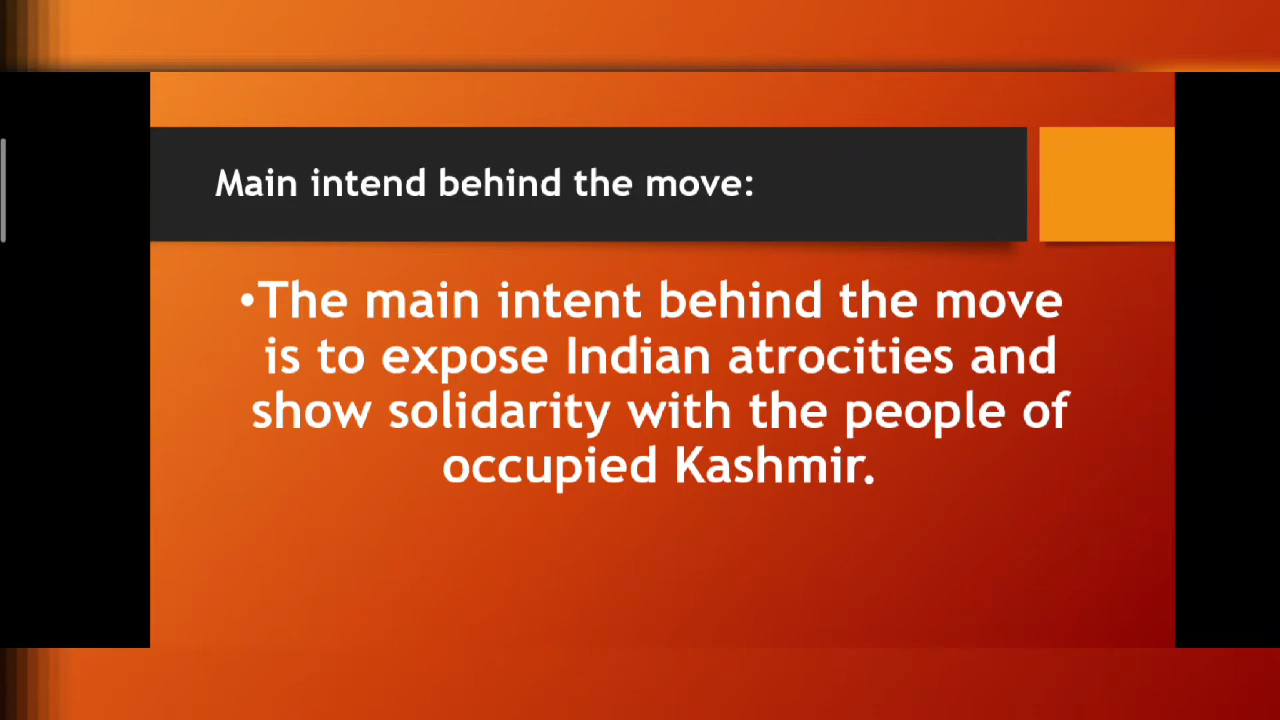 Main intend behind the move:
•The main intent behind the move
is to expose Indian atrocities and
show solidarity with the people of
occupied Kashmir.